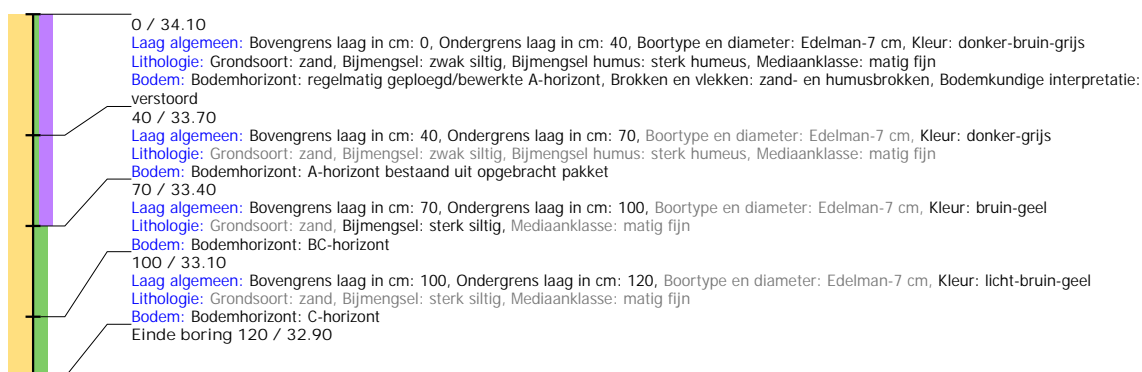 0 / 34.10
Laag algemeen: Bovengrens laag in cm: 0, Ondergrens laag in cm: 40, Boortype en diameter: Edelman-7 cm, Kleur: donker-bruin-grijs
Lithologie: Grondsoort: zand, Bijmengsel: zwak siltig, Bijmengsel humus: sterk humeus, Mediaanklasse: matig fijn
Bodem: Bodemhorizont: regelmatig geploegd/bewerkte A-horizont, Brokken en vlekken: zand- en humusbrokken, Bodemkundige interpretatie:
verstoord
40 / 33.70
Laag algemeen: Bovengrens laag in cm: 40, Ondergrens laag in cm: 70, Boortype en diameter: Edelman-7 cm, Kleur: donker-grijs
Lithologie: Grondsoort: zand, Bijmengsel: zwak siltig, Bijmengsel humus: sterk humeus, Mediaanklasse: matig fijn
Bodem: Bodemhorizont: A-horizont bestaand uit opgebracht pakket
70 / 33.40
Laag algemeen: Bovengrens laag in cm: 70, Ondergrens laag in cm: 100, Boortype en diameter: Edelman-7 cm, Kleur: bruin-geel
Lithologie: Grondsoort: zand, Bijmengsel: sterk siltig, Mediaanklasse: matig fijn
Bodem: Bodemhorizont: BC-horizont
100 / 33.10
Laag algemeen: Bovengrens laag in cm: 100, Ondergrens laag in cm: 120, Boortype en diameter: Edelman-7 cm, Kleur: licht-bruin-geel
Lithologie: Grondsoort: zand, Bijmengsel: sterk siltig, Mediaanklasse: matig fijn
Bodem: Bodemhorizont: C-horizont
Einde boring 120 / 32.90